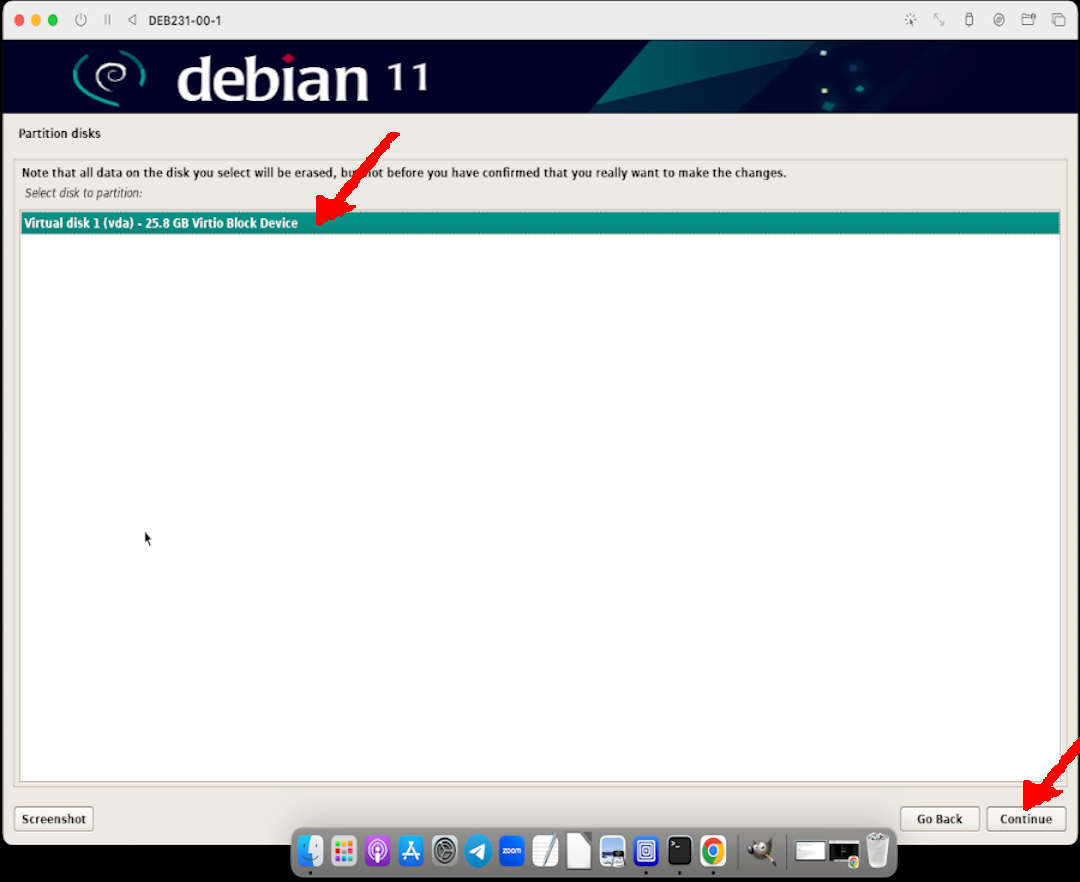 DEB231-00-1
debian 11
Partition disks
Note that all data on the disk you select will be erased, but not before you have confirmed that you really want to make the changes.
Select disk to partition:
Virtual disk 1 (vda) - 25.8 GB Virtio Block Device
Screenshot
Go Back
Continue
zoom